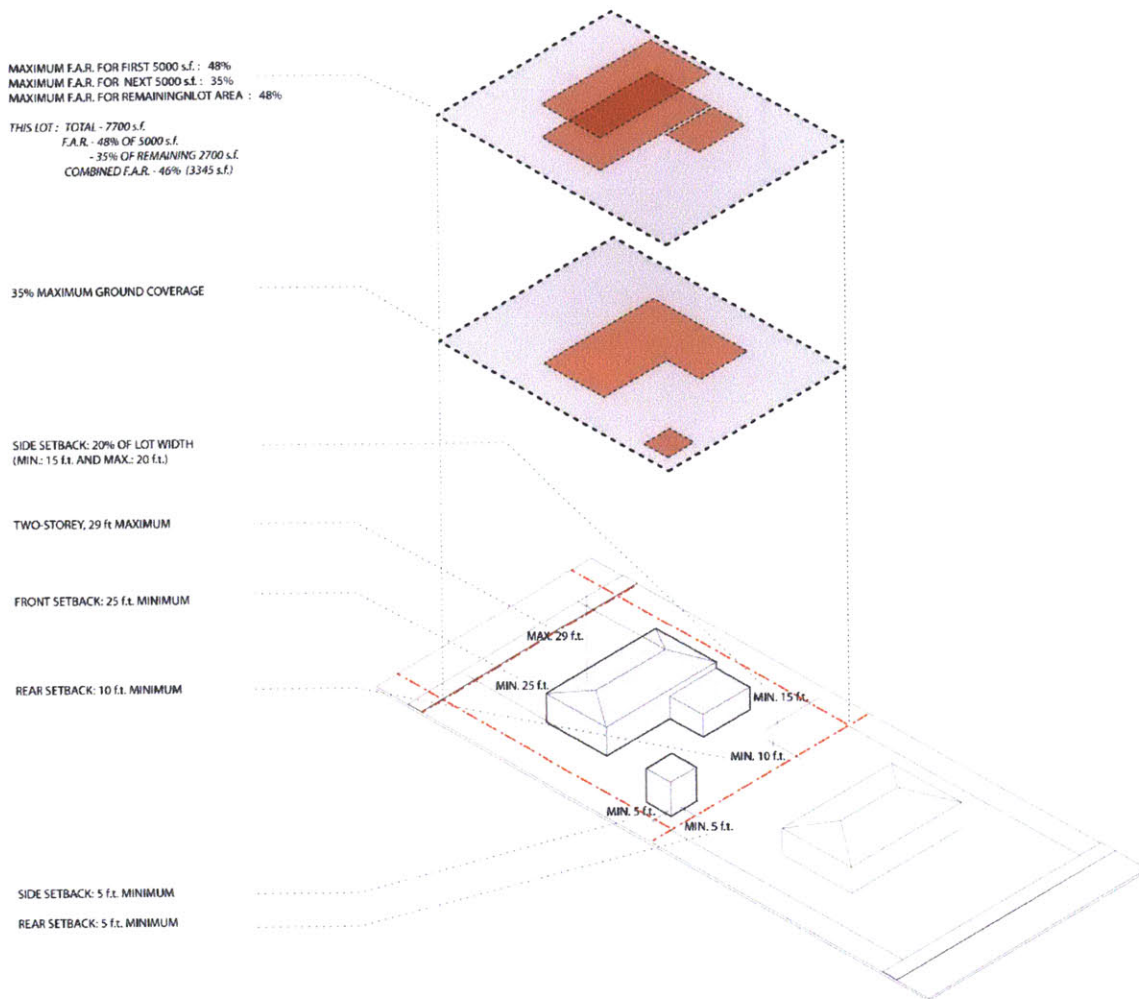 MAXIMUM F.A.R. FOR FIRST 5000 s.f. : 48%
MAXIMUM F.A.R. FOR NEXT 5000 s.f. : 35%
MAXIMUM F.A.R. FOR REMAININGNLOT AREA : 48%
THIS LOT : TOTAL - 7700 s.f.
F.A.R. - 48% OF 5000 s.f.
- 35% OF REMAINING 2700 s.f.
COMBINED F.A.R. - 46% (3345 s.f.)
35% MAXIMUM GROUND COVERAGE
SIDE SETBACK: 20% OF LOT WIDTH
(MIN.: 15 f.t. AND MAX.: 20 f.t.)
TWO-STOREY, 29 ft MAXIMUM
FRONT SETBACK: 25 f.t. MINIMUM
REAR SETBACK: 10 f.t. MINIMUM
SIDE SETBACK: 5 f.t. MINIMUM
REAR SETBACK: 5 f.t. MINIMUM
MAX. 29 f.t.
MIN. 25 f.t.
MIN. 15 f.t.
MIN. 10 f.t.
MIN. 5 f.t.
MIN. 5 f.t.